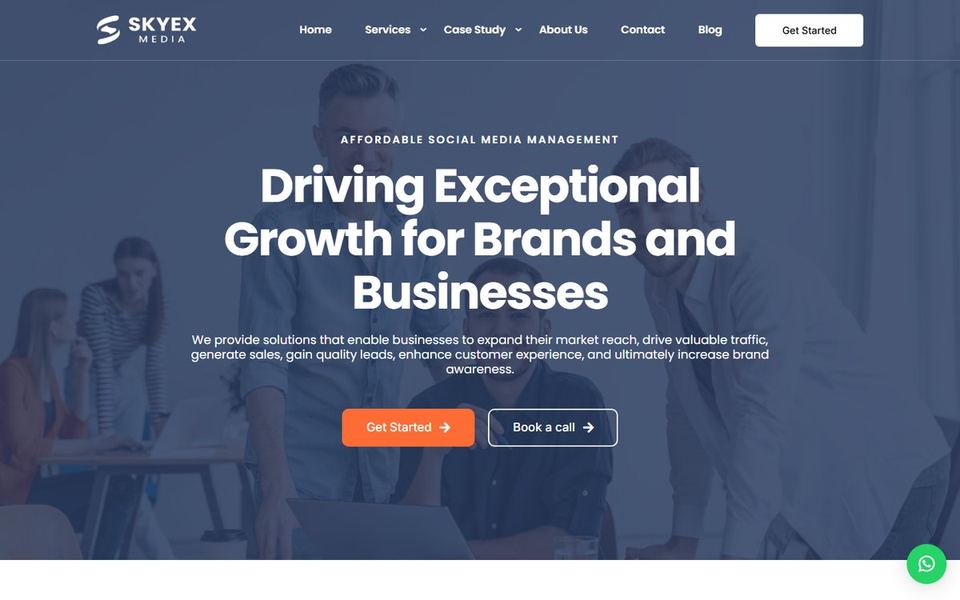 SKYEX
MEDIA
Home
Services
Case Study
About Us
Contact
Blog
Get Started
AFFORDABLE SOCIAL MEDIA MANAGEMENT
Driving Exceptional
Growth for Brands and
Businesses
We provide solutions that enable businesses to expand their market reach, drive valuable traffic,
generate sales, gain quality leads, enhance customer experience, and ultimately increase brand
awareness.
Get Started
Book a call